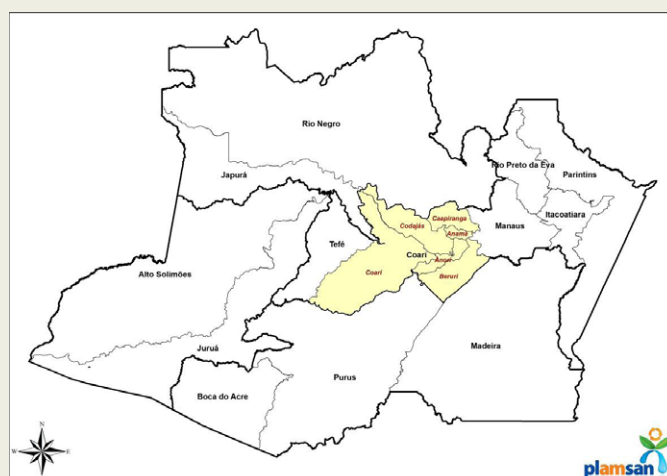 Rio Negro
Rio Preto da Eva
Parintins
Japurá
Itacoatiara
Caapiranga
Codajás
Manaus
Anamã
Tefé
Coari
Anori
Alto Solimões
Coari
Beruri
Juruá
Madeira
Purus
Boca do Acre
N
W
E
S
plamsan